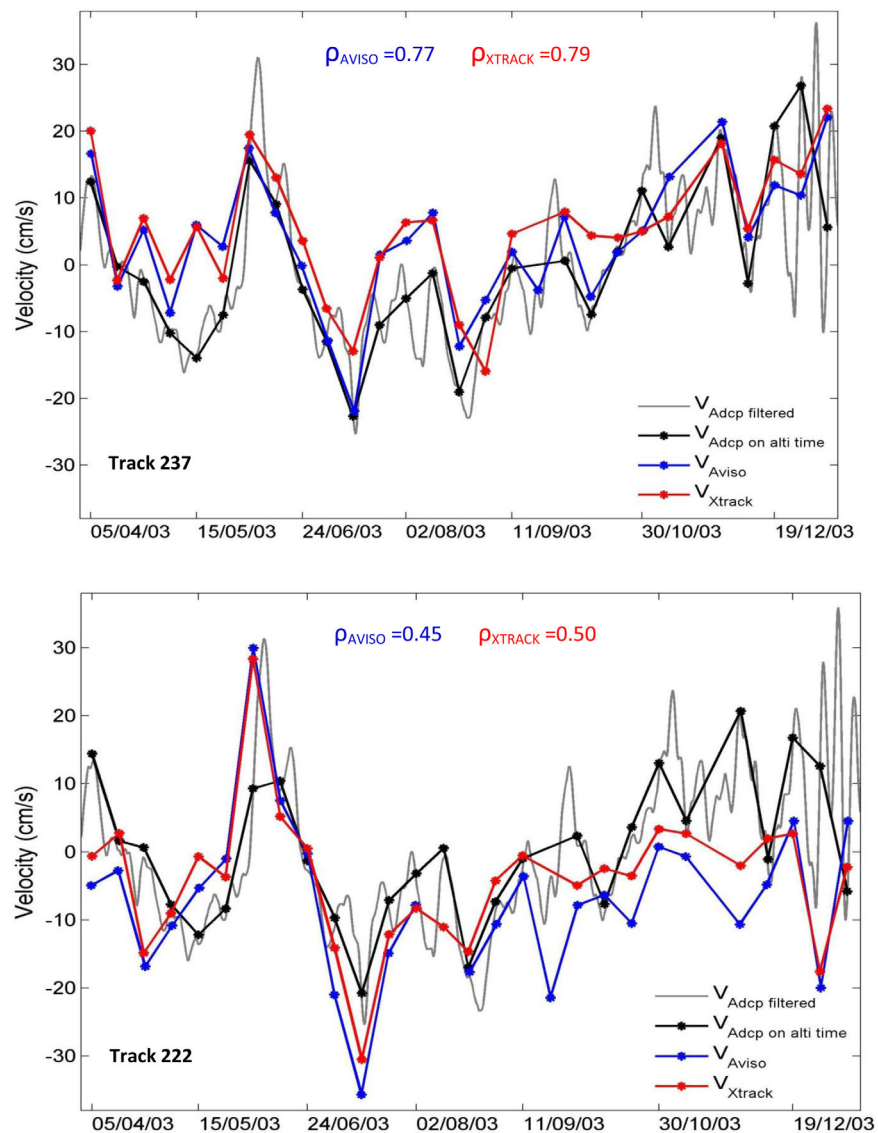 ρAVISO =0.77 ρXTRACK =0.79
30
20
10
0
-10
-20
-30
Velocity (cm/s)
VAdcp filtered
VAdcp on alti time
VAviso
VXtrack
Track 237
05/04/03 15/05/03 24/06/03 02/08/03 11/09/03 30/10/03 19/12/03
ρAVISO =0.45 ρXTRACK =0.50
30
20
10
0
-10
-20
-30
Velocity (cm/s)
VAdcp filtered
VAdcp on alti time
VAviso
VXtrack
Track 222
05/04/03 15/05/03 24/06/03 02/08/03 11/09/03 30/10/03 19/12/03